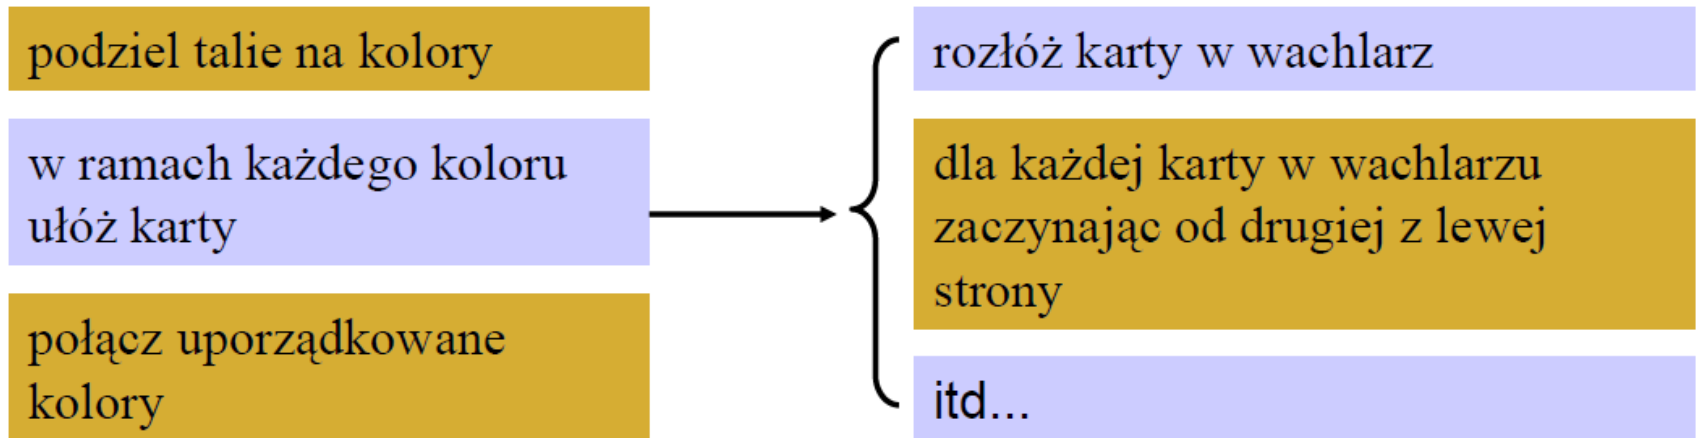 podziel talie na kolory
w ramach każdego koloru
ułóż karty
połącz uporządkowane
kolory
rozłóż karty w wachlarz
dla każdej karty w wachlarzu
zaczynając od drugiej z lewej
strony
itd...